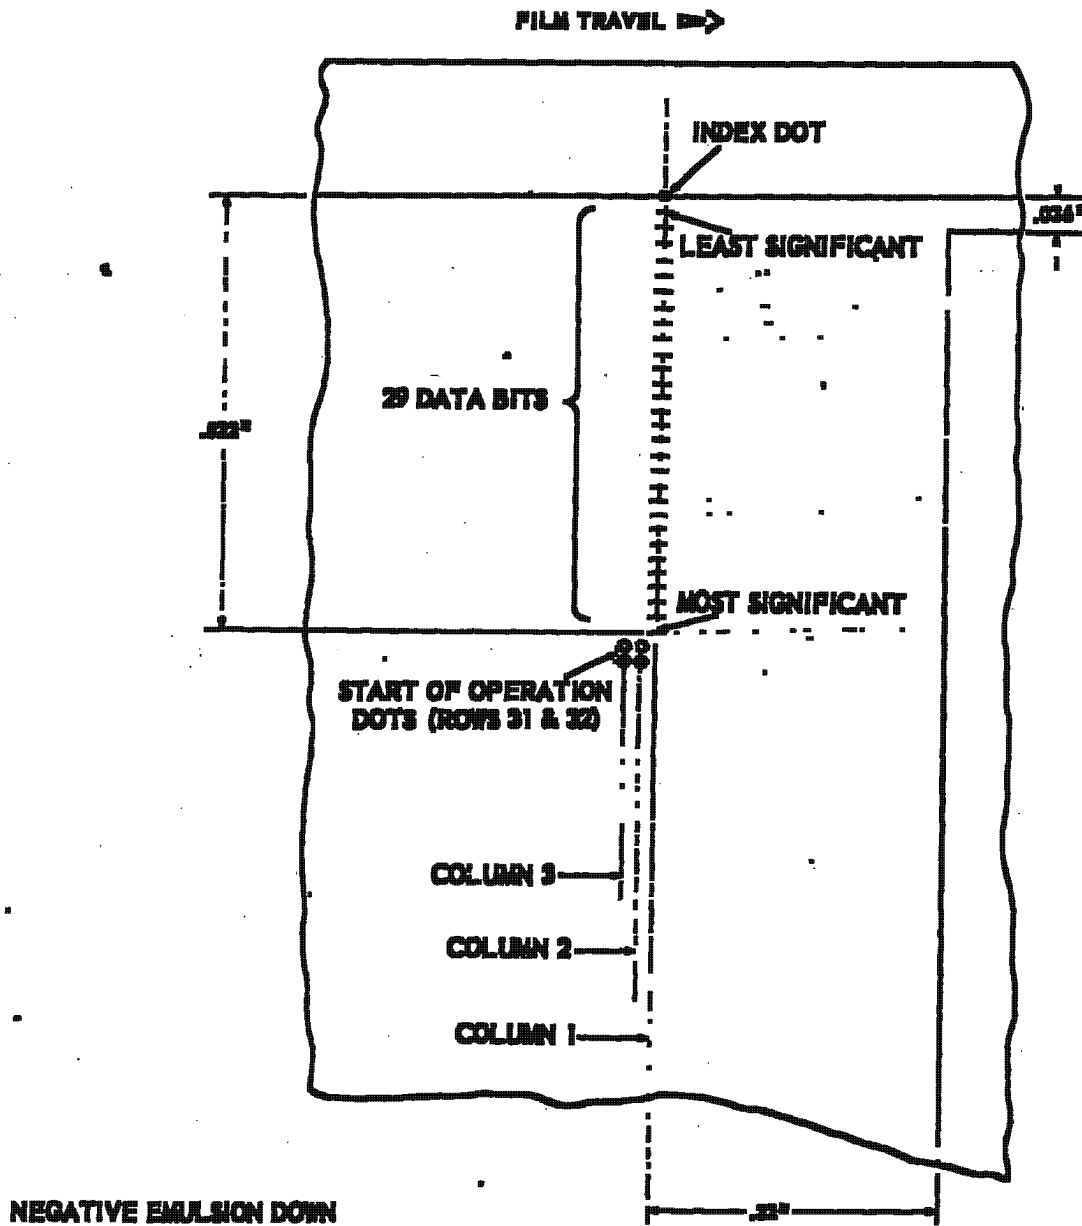 FILM TRAVEL
INDEX DOT
LEAST SIGNIFICANT
29 DATA BITS
MOST SIGNIFICANT
START OF OPERATION
DOTS (ROWS 31 & 32)
COLUMN 3
COLUMN 2
COLUMN 1
NEGATIVE EMULSION DOWN